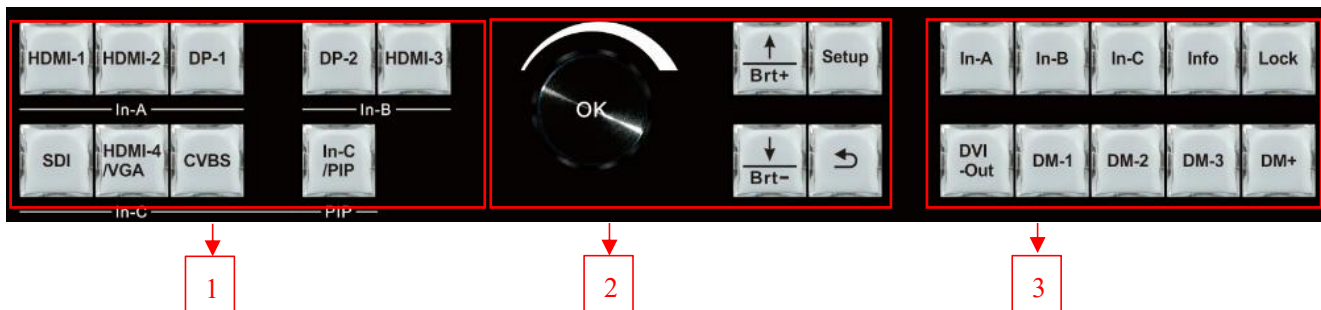 HDMI-1 HDMI-2 DP-1 DP-2 HDMI-3
In-A In-B
SDI HDMI-4 /VGA CVBS In-C /PIP
In-C PIP
OK
↑ Brt+ Setup
↓ Brt-
In-A In-B In-C Info Lock
DVI -Out DM-1 DM-2 DM-3 DM+
1 2 3